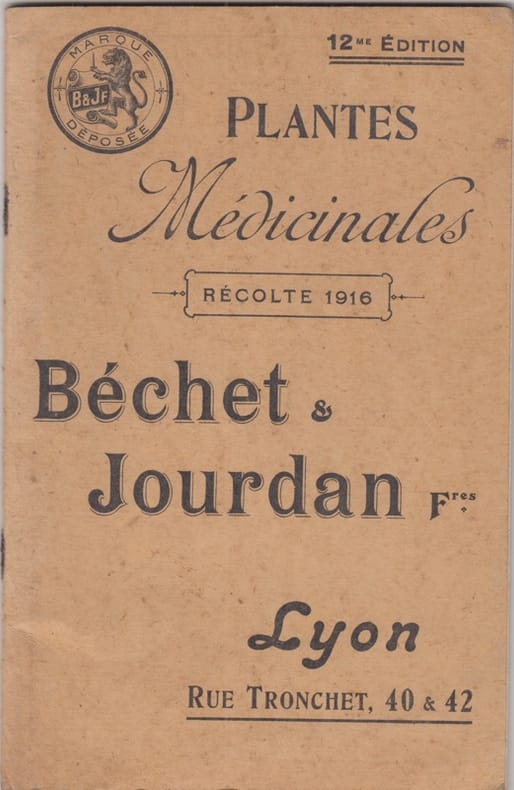 MARQUE
B&JF
DÉPOSÉE
12ME ÉDITION
PLANTES
Médicinales
RÉCOLTE 1916
Béchet &
Jourdan Fres
Lyon
RUE TRONCHET, 40 & 42